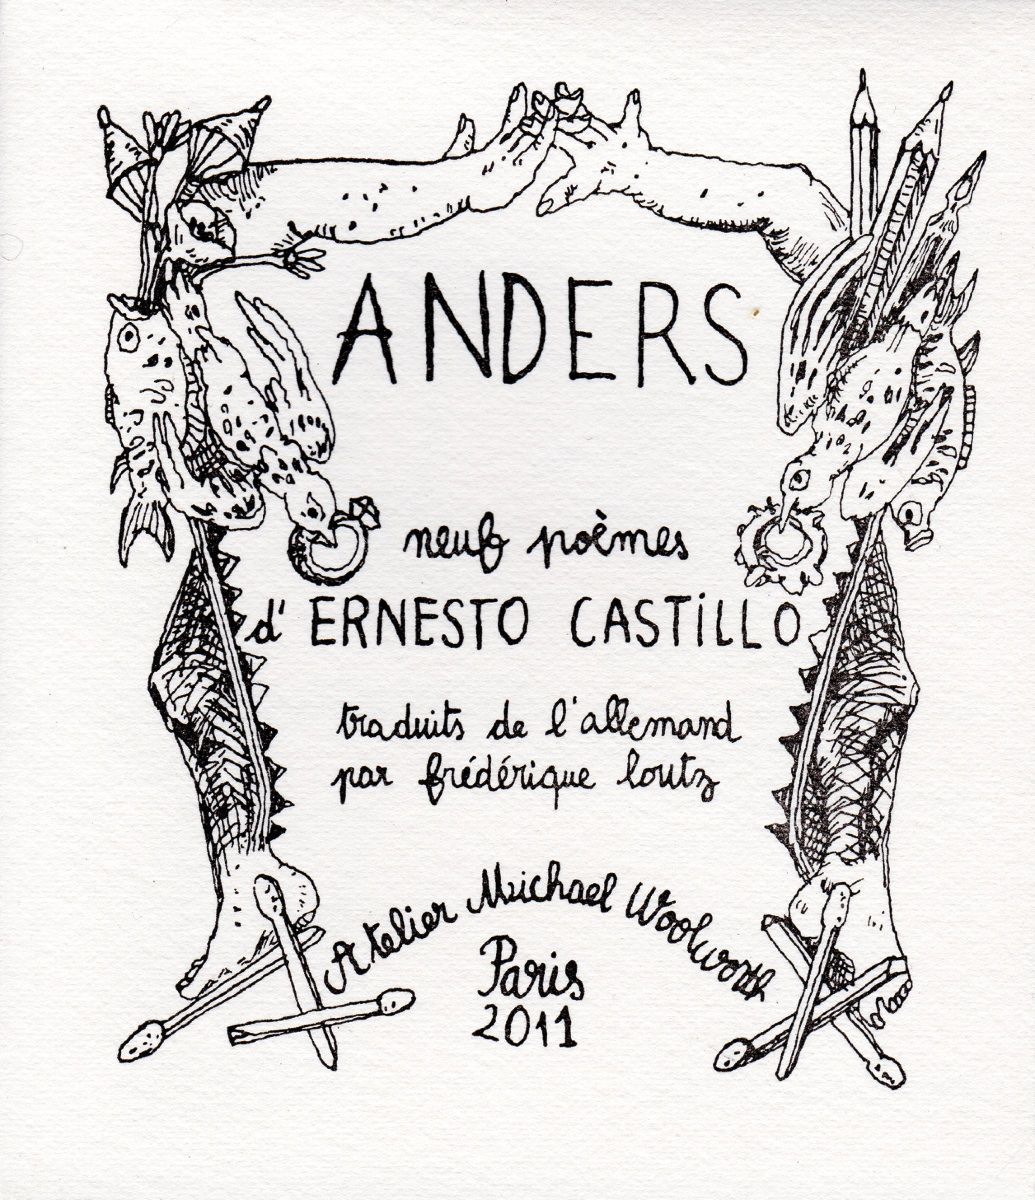 ANDERS
neuf poèmes
d'ERNESTO CASTiLLO
traduits de l'allemand
par frédérique loutz
Atelier Michael Woolworth
Paris
2011